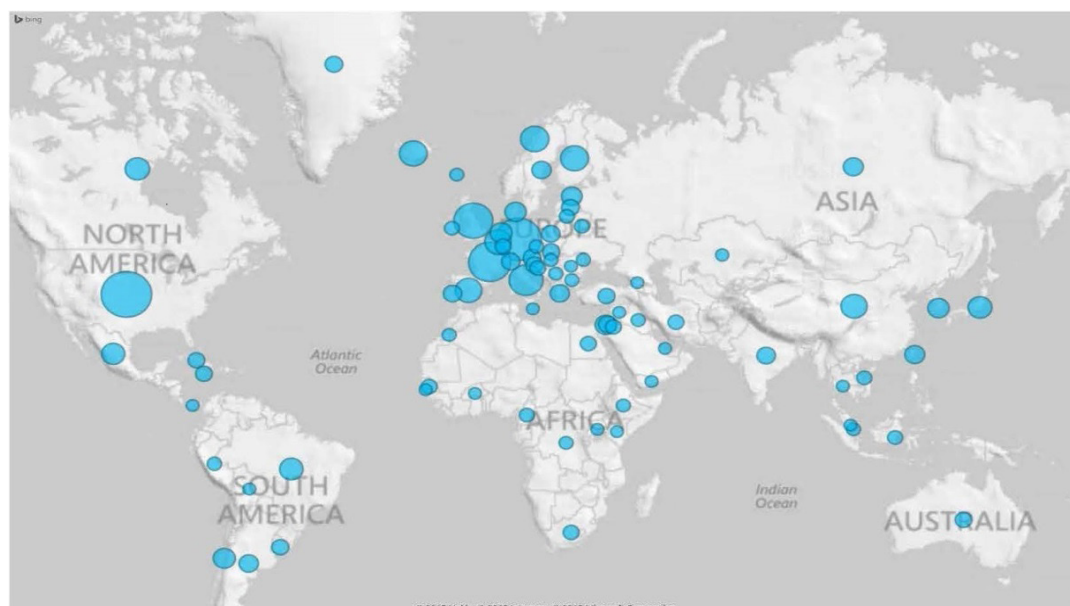 bing
NORTH
AMERICA
EUROPE
ASIA
Atlantic
Ocean
AFRICA
SOUTH
AMERICA
Indian
Ocean
AUSTRALIA